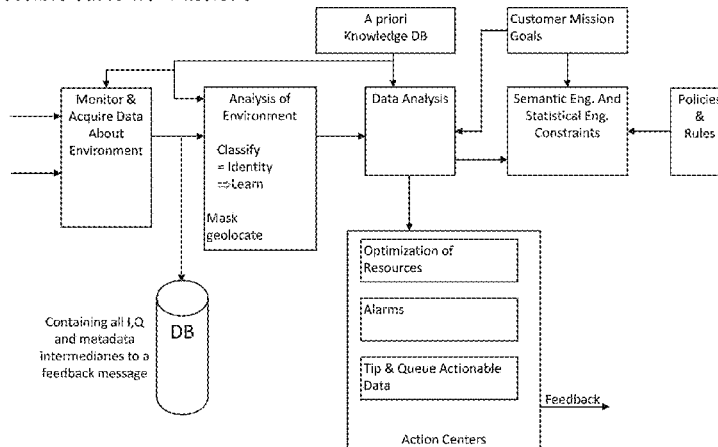 A priori
Knowledge DB
Customer Mission
Goals
Monitor &
Acquire Data
About
Environment
Analysis of
Environment
Classify
= Identity
⇒Learn
Mask
geolocate
Data Analysis
Semantic Eng. And
Statistical Eng.
Constraints
Policies
&
Rules
Containing all I,Q
and metadata
intermediaries to a
feedback message
DB
Optimization of
Resources
Alarms
Tip & Queue Actionable
Data
Action Centers
Feedback